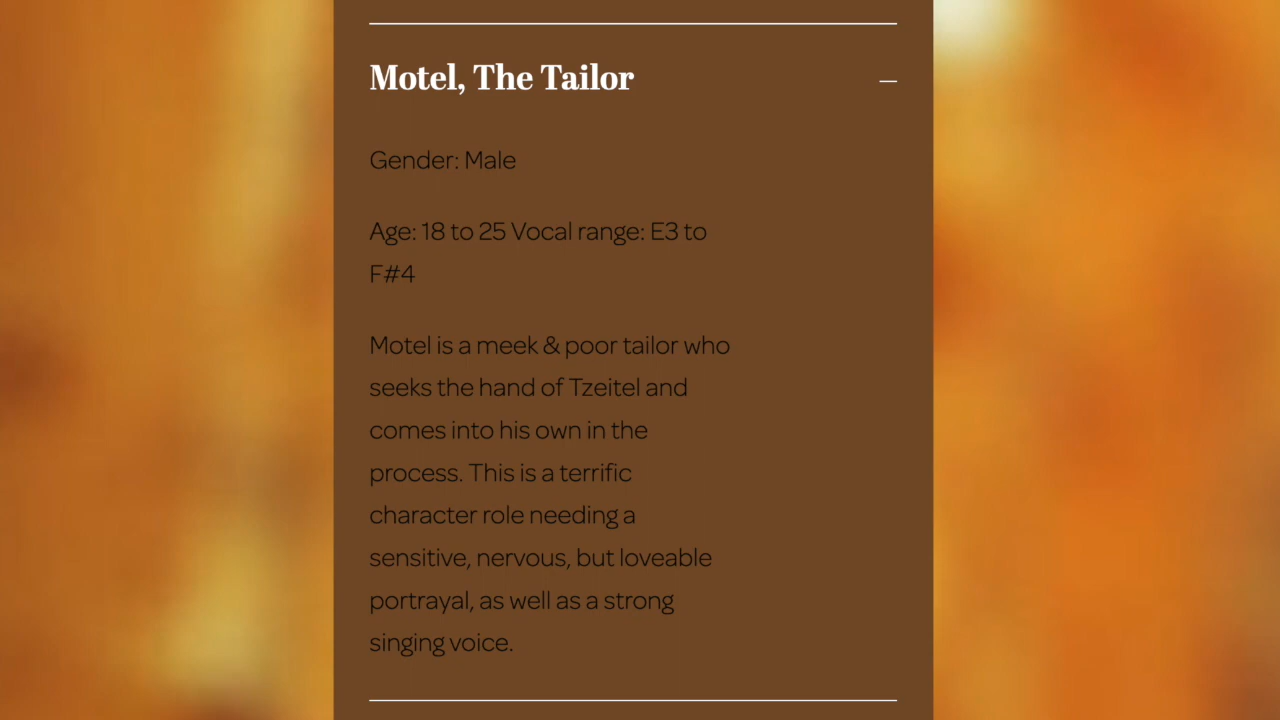 Motel, The Tailor
Gender: Male
Age: 18 to 25 Vocal range: E3 to
F#4
Motel is a meek & poor tailor who
seeks the hand of Tzeitel and
comes into his own in the
process. This is a terrific
character role needing a
sensitive, nervous, but loveable
portrayal, as well as a strong
singing voice.